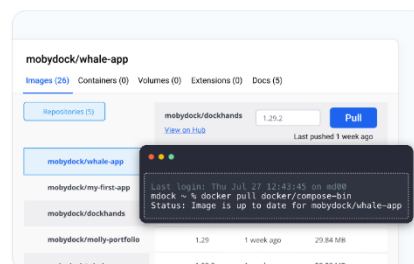 mobydock/whale-app
Images (26) Containers (0) Volumes (0) Extensions (0) Docs (5)
Repositories (5)
mobydock/dockhands 1.29.2 Pull
View on Hub
Last pushed 1 week ago
mobydock/whale-app
Last login: Thu Jul 27 12:43:45 on md00
mdock ~ % docker pull docker/compose-bin
Status: Image is up to date for mobydock/whale-app
mobydock/my-first-app
mobydock/dockhands
mobydock/molly-portfolio 1.29 1 week ago 29.84 MB